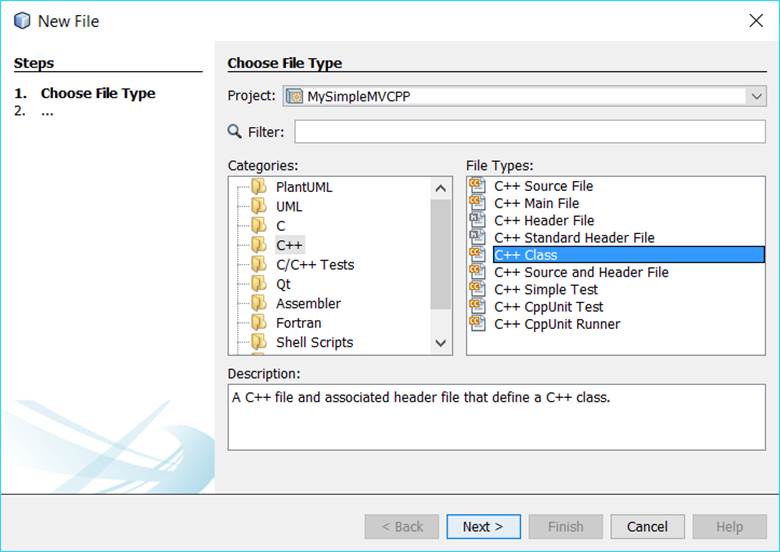 New File
Steps
1. Choose File Type
2. ...
Choose File Type
Project: MySimpleMVCPP
Filter:
Categories:
PlantUML
UML
C
C++
C/C++ Tests
Qt
Assembler
Fortran
Shell Scripts
File Types:
C++ Source File
C++ Main File
C++ Header File
C++ Standard Header File
C++ Class
C++ Source and Header File
C++ Simple Test
C++ CppUnit Test
C++ CppUnit Runner
Description:
A C++ file and associated header file that define a C++ class.
< Back Next > Finish Cancel Help